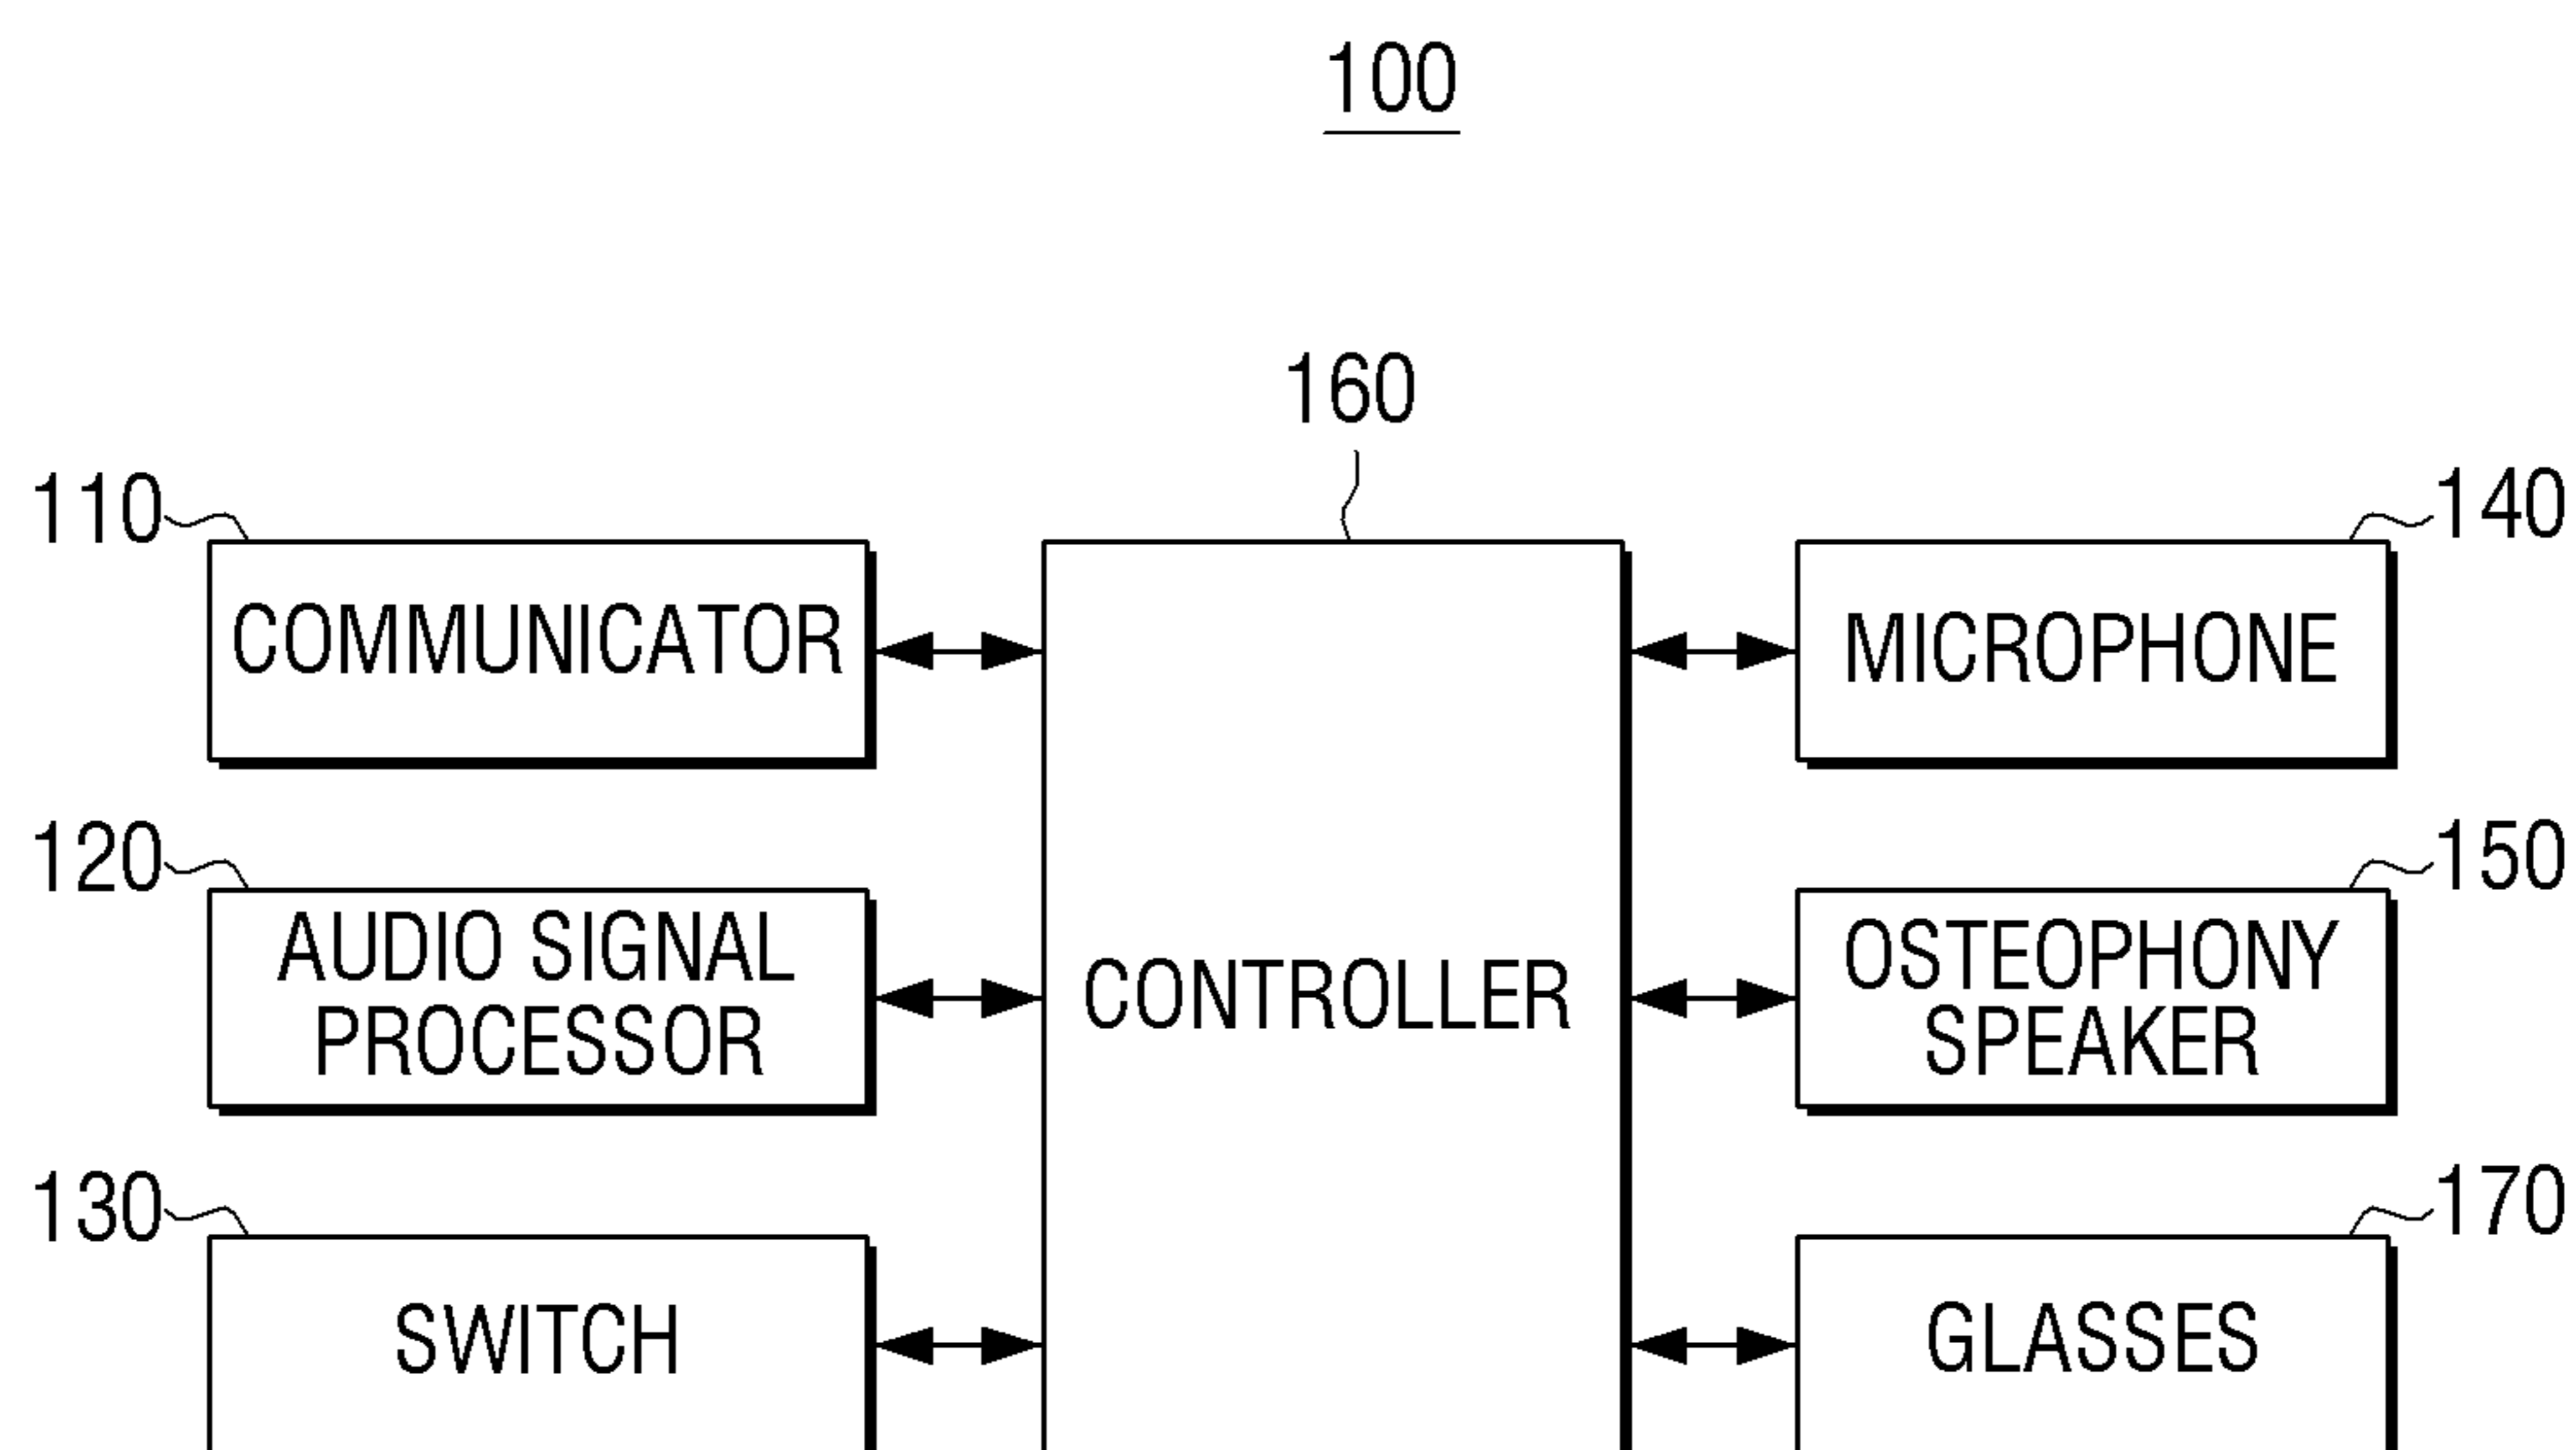 100
160
110
COMMUNICATOR
140
MICROPHONE
120
AUDIO SIGNAL
PROCESSOR
CONTROLLER
150
OSTEOPHONY
SPEAKER
130
SWITCH
170
GLASSES